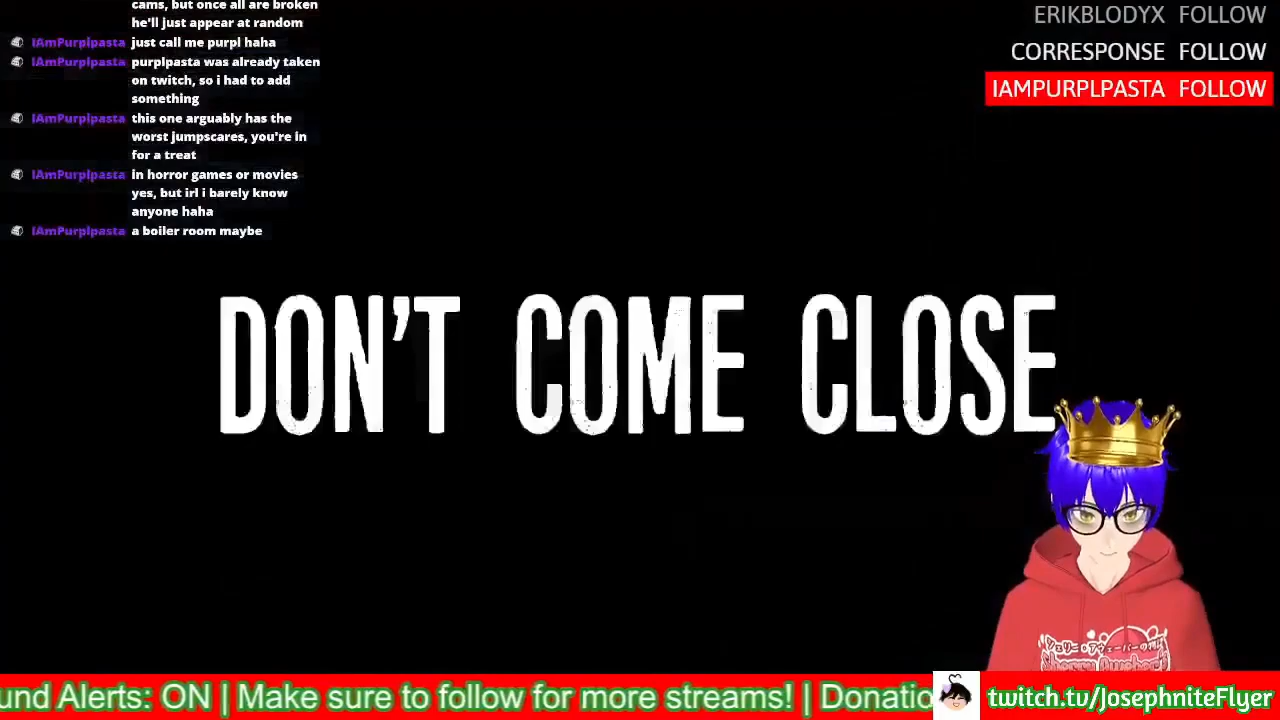 cams, but once all are broken
he'll just appear at random
IAmPurplpasta just call me purpl haha
IAmPurplpasta purplpasta was already taken
on twitch, so i had to add
something
IAmPurplpasta this one arguably has the
worst jumpscares, you're in
for a treat
IAmPurplpasta in horror games or movies
yes, but irl i barely know
anyone haha
IAmPurplpasta a boiler room maybe
ERIKBLODYX FOLLOW
CORRESPONSE FOLLOW
IAMPURPLPASTA FOLLOW
DON'T COME CLOSE
und Alerts: ON | Make sure to follow for more streams! | Donatio
twitch.tv/JosephniteFlyer